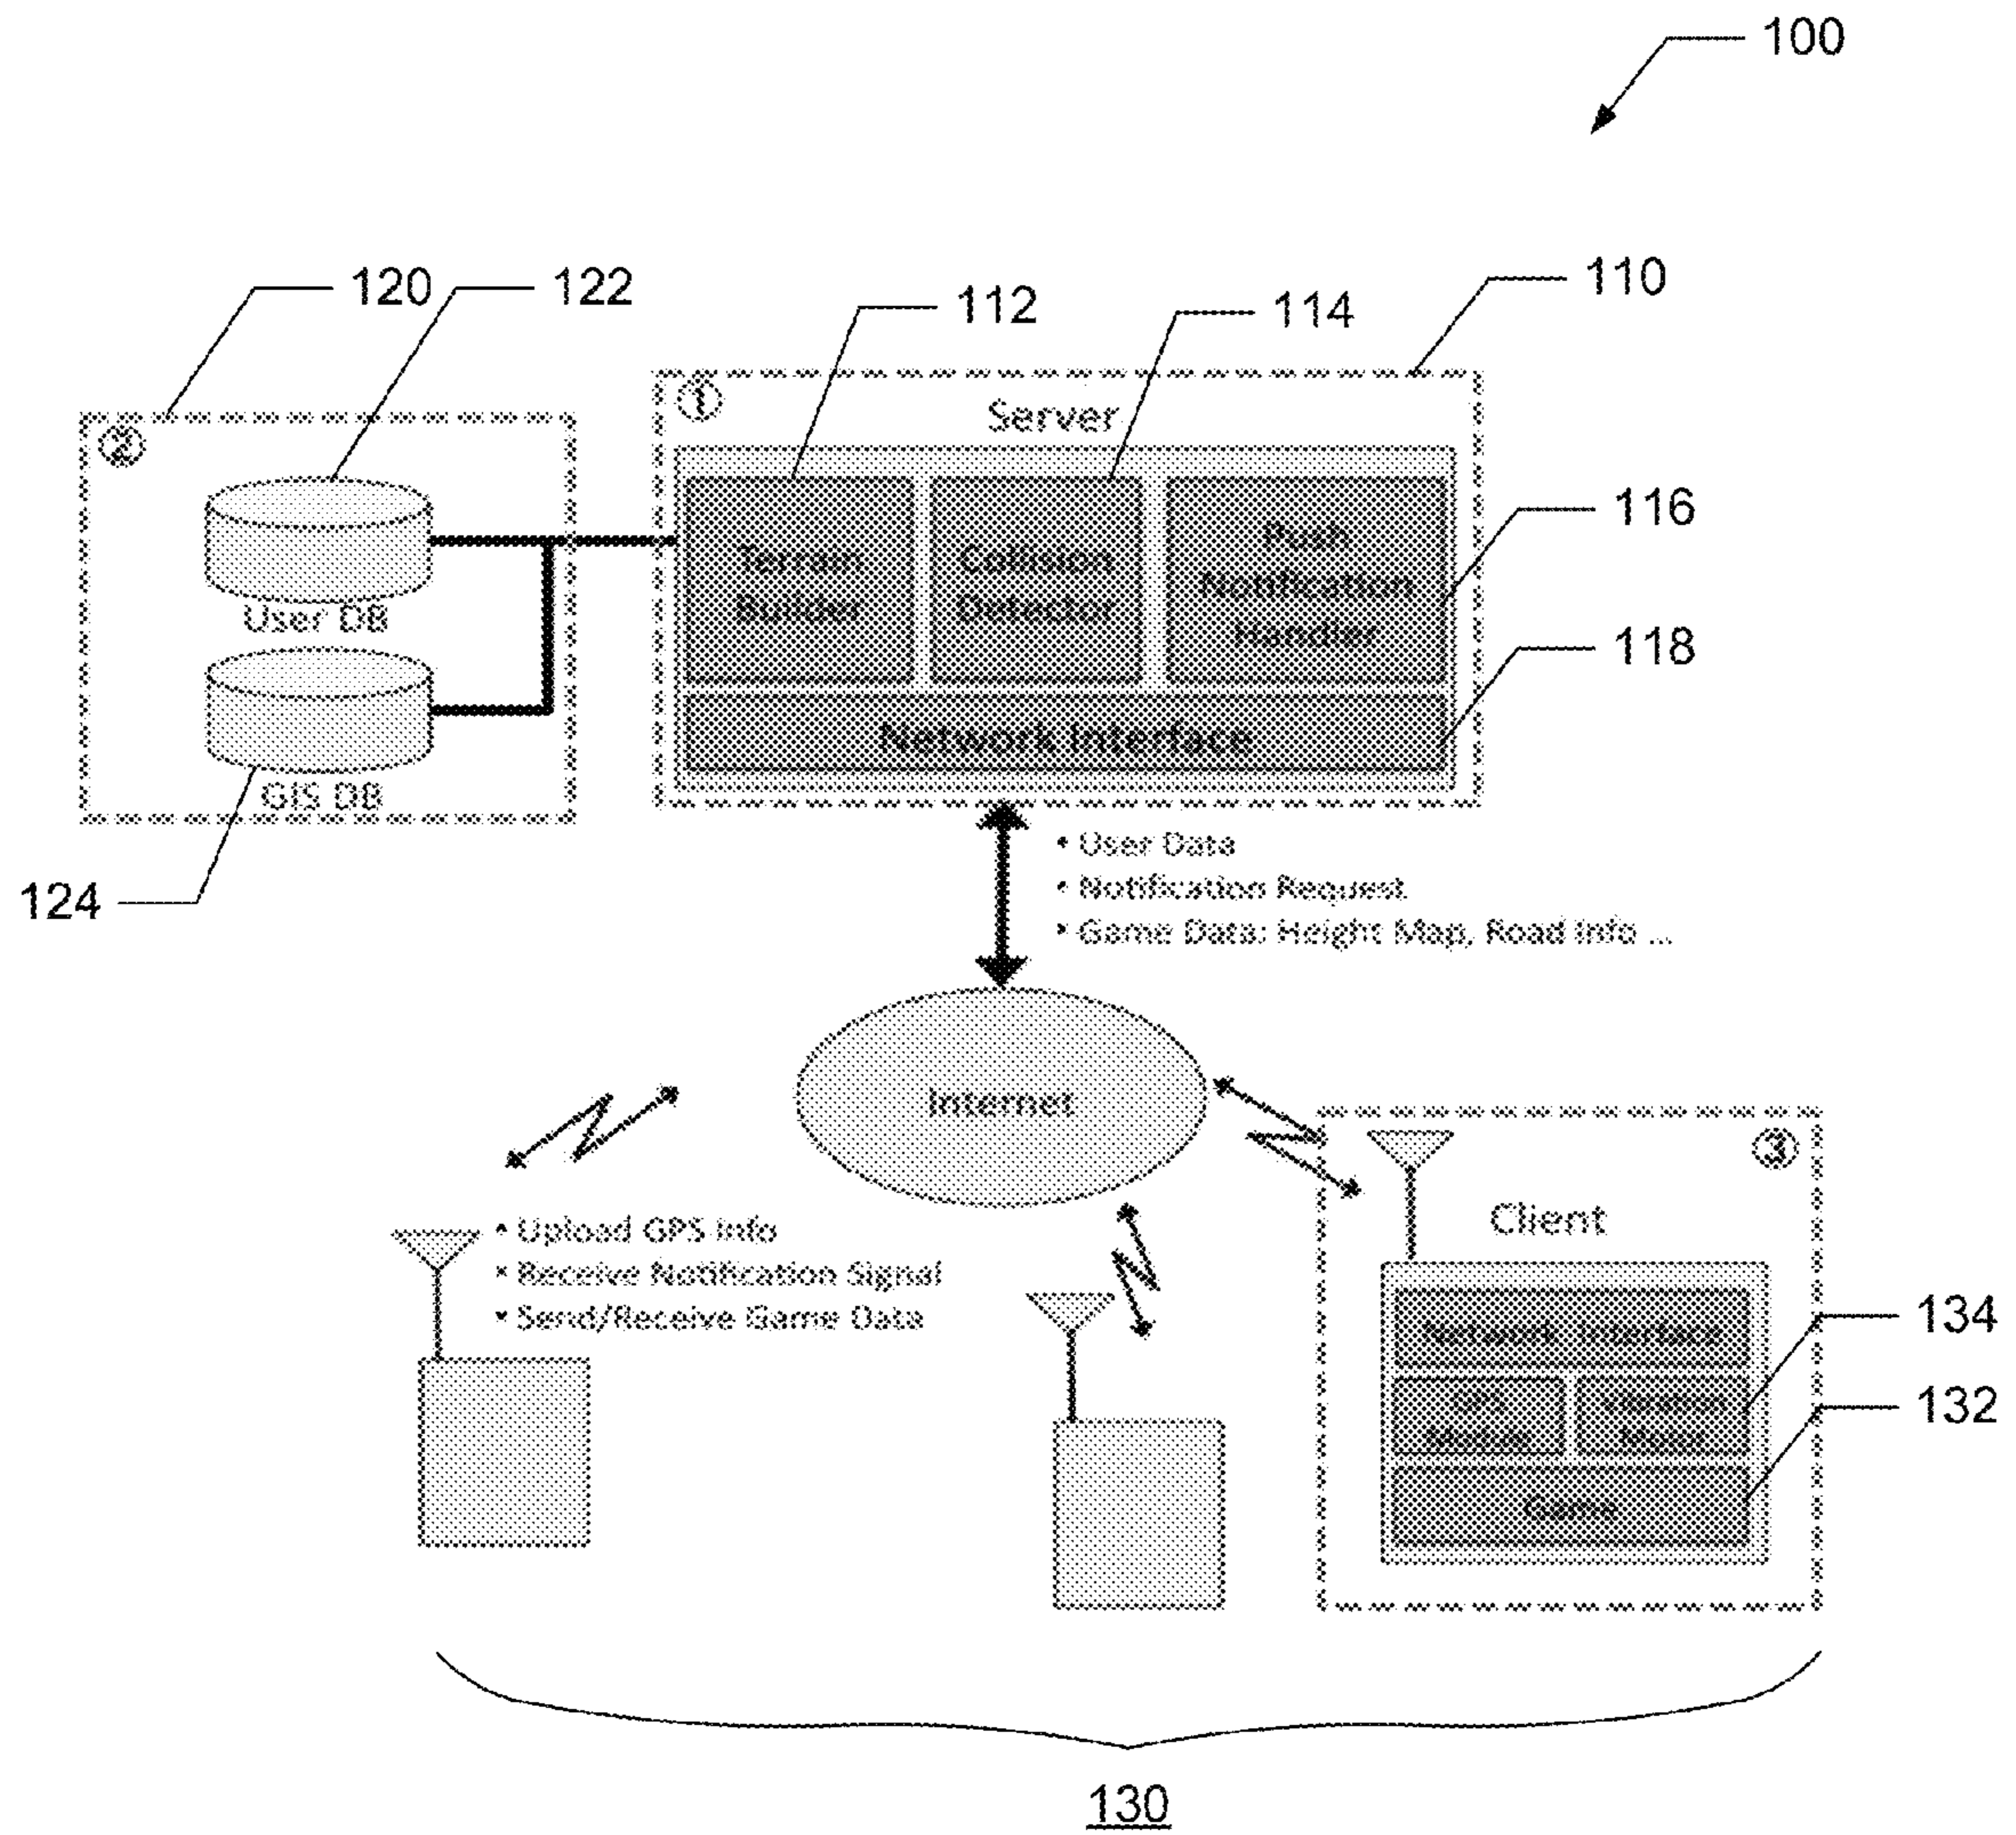 100
120
122
112
114
110
①
Server
②
116
Push
Terrain
Collision
Notification
Builder
Detector
Handler
User DB
118
Network Interface
GIS DB
124
• User Data
• Notification Request
• Game Data: Height Map, Road Info ...
Internet
③
Client
• Upload GPS info
• Receive Notification Signal
• Send/Receive Game Data
134
Network Interface
132
GPS
Vibration
Module
Motor
Game
130